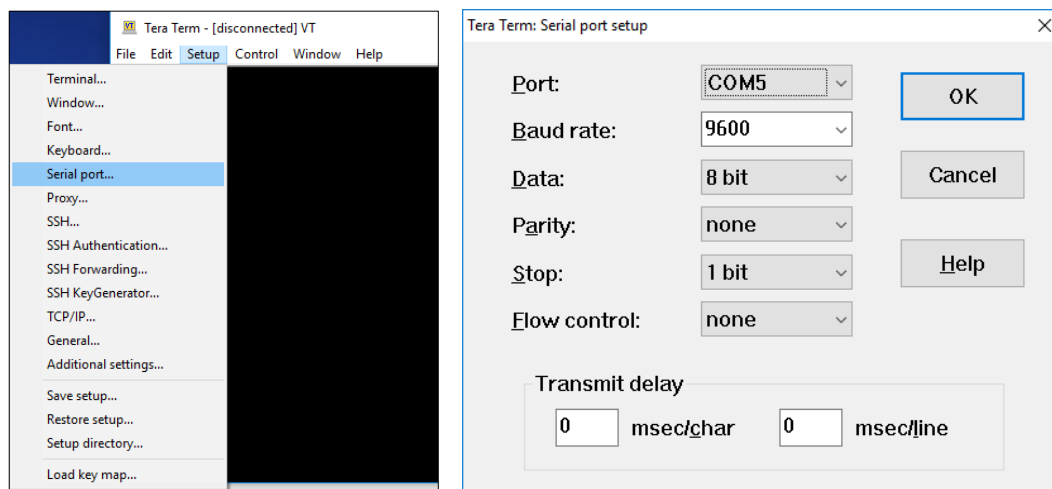 VT Tera Term - [disconnected] VT
File Edit Setup Control Window Help
Terminal...
Window...
Font...
Keyboard...
Serial port...
Proxy...
SSH...
SSH Authentication...
SSH Forwarding...
SSH KeyGenerator...
TCP/IP...
General...
Additional settings...
Save setup...
Restore setup...
Setup directory...
Load key map...
Tera Term: Serial port setup
Port: COM5
Baud rate: 9600
Data: 8 bit
Parity: none
Stop: 1 bit
Flow control: none
OK
Cancel
Help
Transmit delay
0 msec/char 0 msec/line